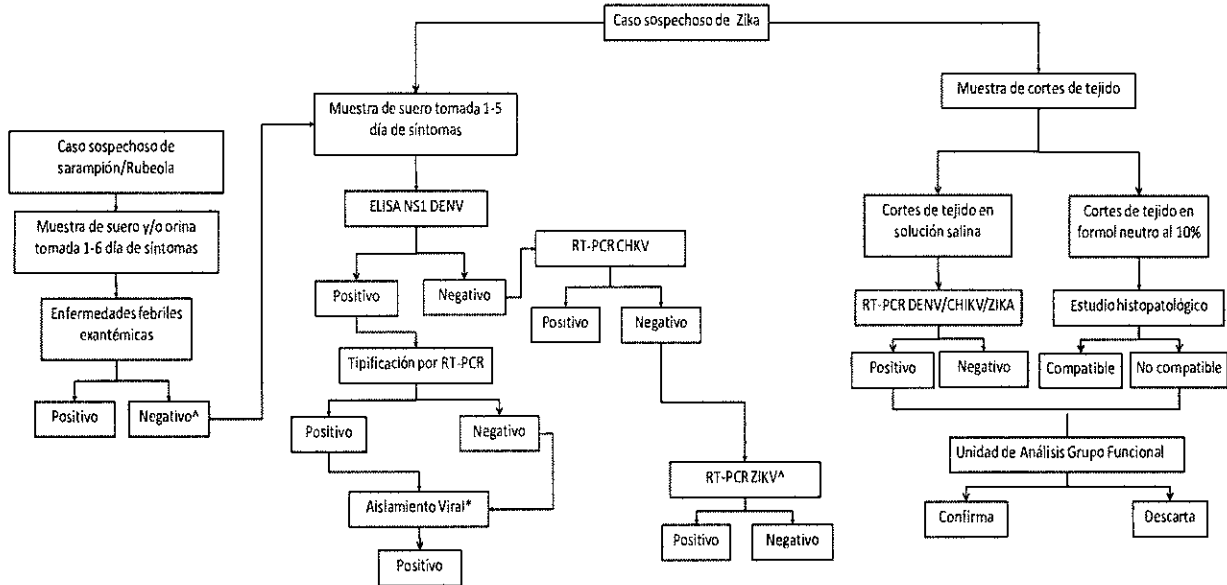 Caso sospechoso de Zika
Muestra de suero tomada 1-5
día de síntomas
Muestra de cortes de tejido
Caso sospechoso de
sarampión/Rubeola
Muestra de suero y/o orina
tomada 1-6 día de síntomas
Enfermedades febriles
exantémicas
Positivo
Negativo^
ELISA NS1 DENV
Positivo
Negativo
RT-PCR CHKV
Positivo
Negativo
Tipificación por RT-PCR
Positivo
Negativo
Aislamiento Viral*
Positivo
RT-PCR ZIKV^
Positivo
Negativo
Cortes de tejido en
solución salina
Cortes de tejido en
formol neutro al 10%
RT-PCR DENV/CHIKV/ZIKA
Estudio histopatológico
Positivo
Negativo
Compatible
No compatible
Unidad de Análisis Grupo Funcional
Confirma
Descarta